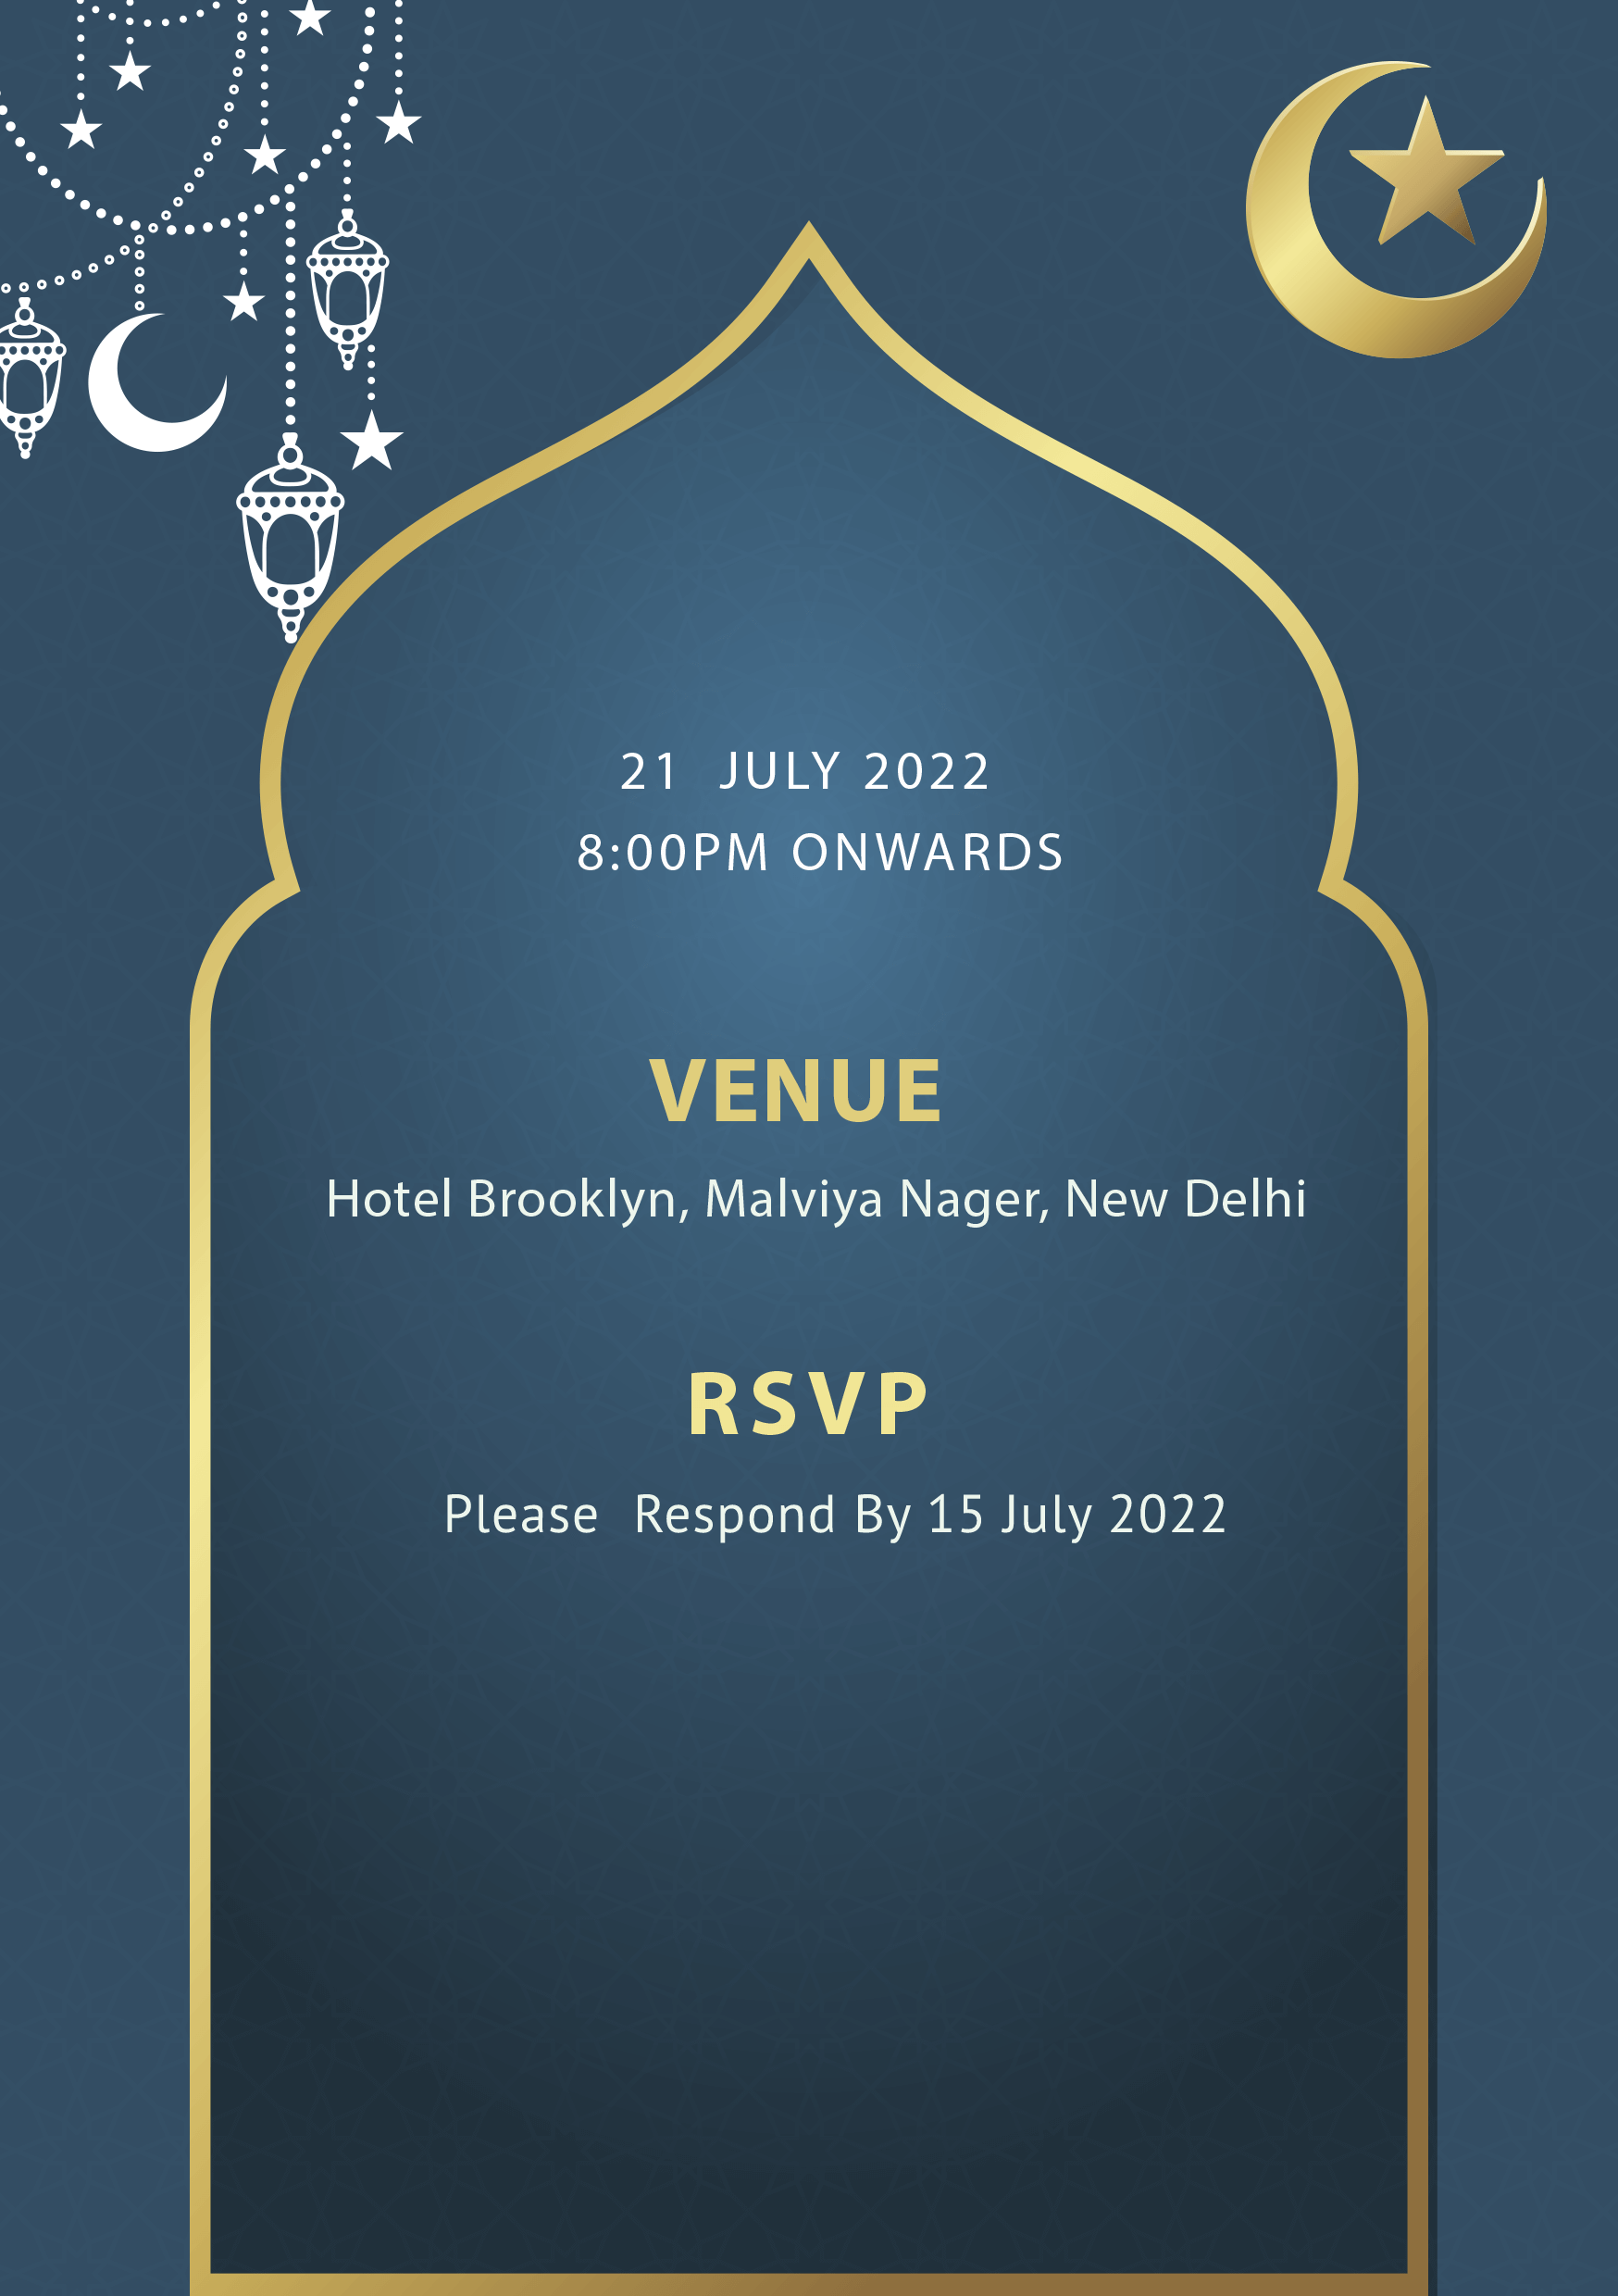 21 JULY 2022
8:00PM ONWARDS
VENUE
Hotel Brooklyn, Malviya Nager, New Delhi
RSVP
Please Respond By 15 July 2022